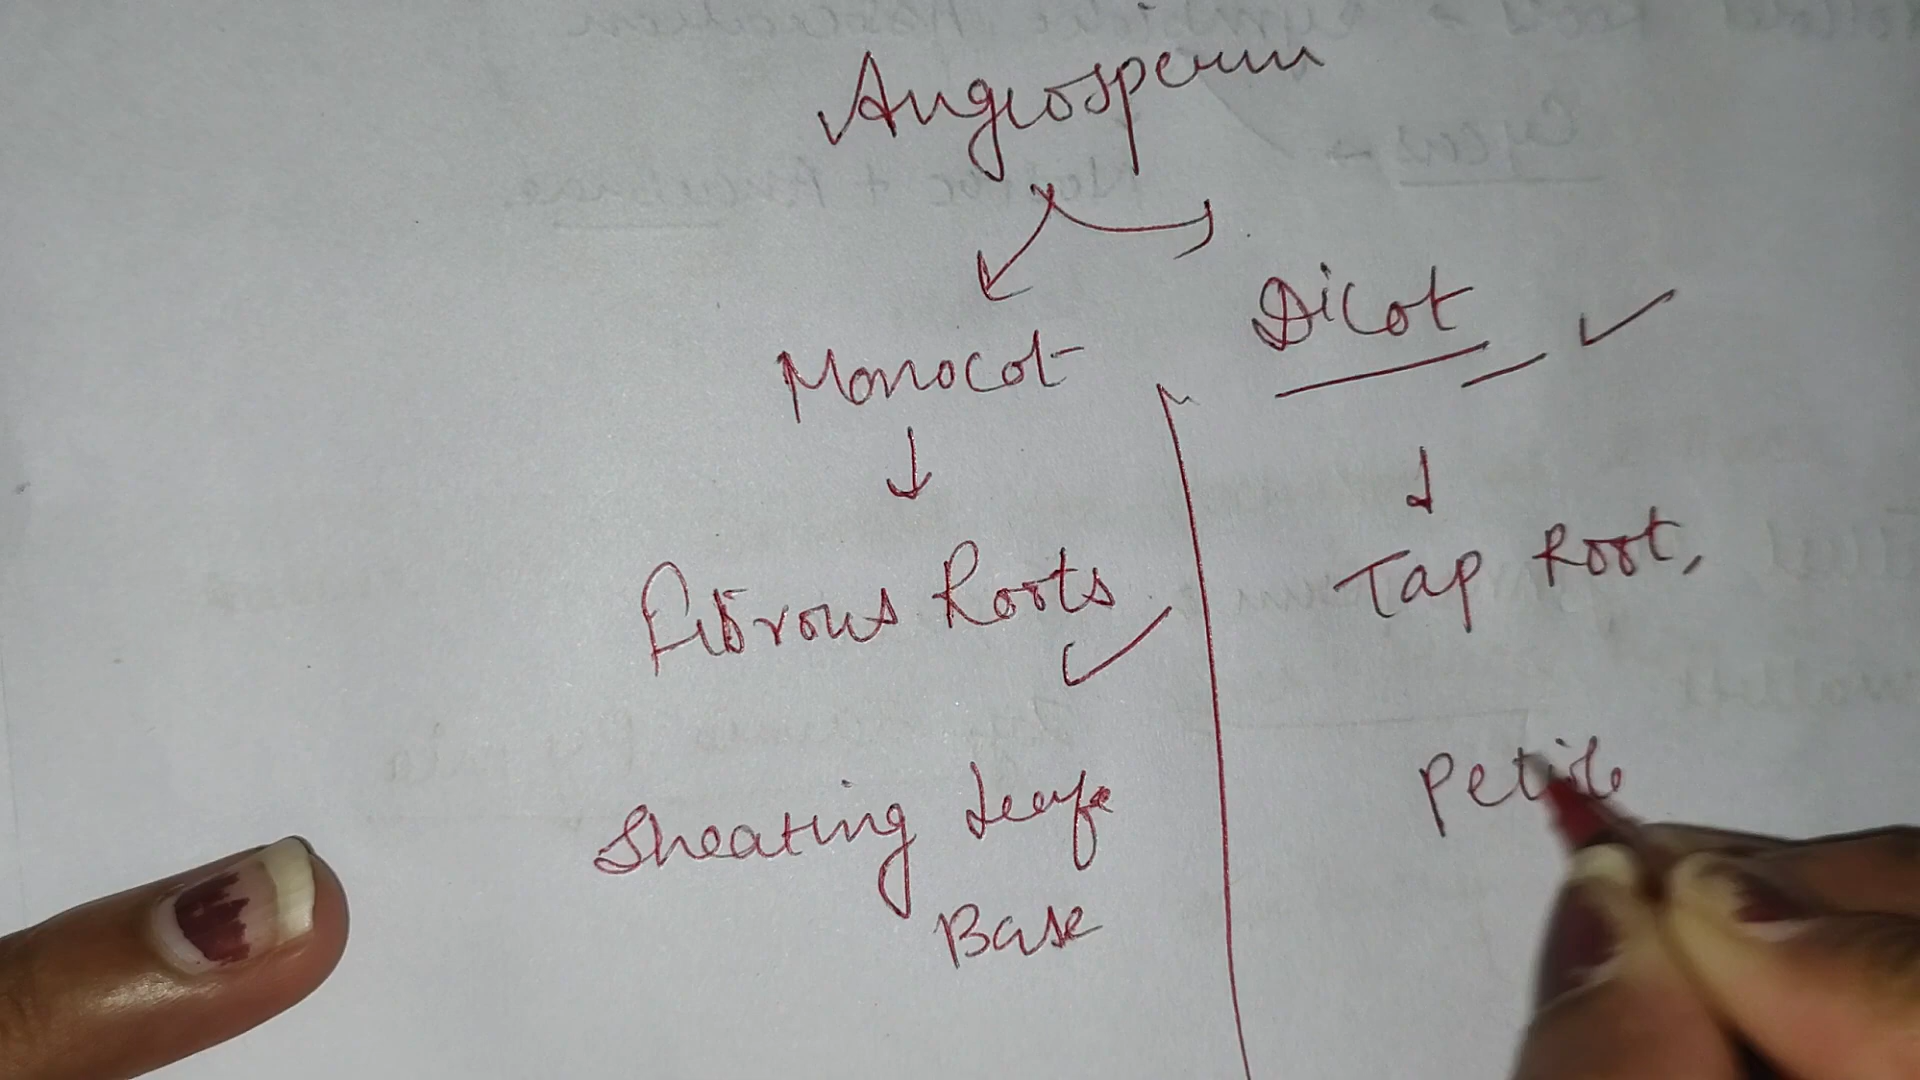 Angiosperm
Dicot
Monocot
Fibrous Roots
Tap Root,
Sheating Leafe
Base
Petiole